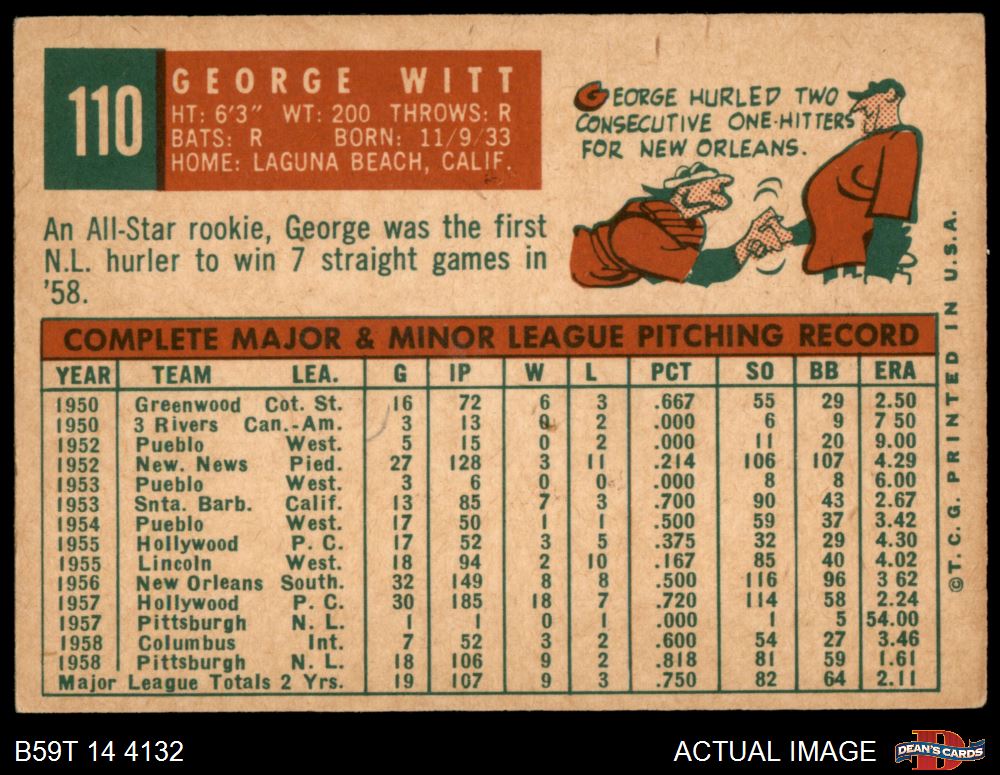 110
GEORGE WITT
HT: 6'3" WT: 200 THROWS: R
BATS: R BORN: 11/9/33
HOME: LAGUNA BEACH, CALIF.
GEORGE HURLED TWO
CONSECUTIVE ONE-HITTERS
FOR NEW ORLEANS.
An All-Star rookie, George was the first
N.L. hurler to win 7 straight games in
'58.
COMPLETE MAJOR & MINOR LEAGUE PITCHING RECORD
YEAR TEAM LEA. G IP W L PCT SO BB ERA
1950 Greenwood Cot. St. 16 72 6 3 .667 55 29 2.50
1950 3 Rivers Can.-Am. 3 13 0 2 .000 6 9 7 50
1952 Pueblo West. 5 15 0 2 .000 11 20 9.00
1952 New. News Pied. 27 128 3 11 .214 106 107 4.29
1953 Pueblo West. 3 6 0 0 .000 8 8 6.00
1953 Snta. Barb. Calif. 13 85 7 3 .700 90 43 2.67
1954 Pueblo West. 17 50 1 1 .500 59 37 3.42
1955 Hollywood P. C. 17 52 3 5 .375 32 29 4.30
1955 Lincoln West. 18 94 2 10 .167 85 40 4.02
1956 New Orleans South. 32 149 8 8 .500 116 96 3 62
1957 Hollywood P. C. 30 185 18 7 .720 114 58 2.24
1957 Pittsburgh N. L. 1 1 0 1 .000 1 5 54.00
1958 Columbus Int. 7 52 3 2 .600 54 27 3.46
1958 Pittsburgh N. L. 18 106 9 2 .818 81 59 1.61
Major League Totals 2 Yrs. 19 107 9 3 .750 82 64 2.11
©T.C.G. PRINTED IN U.S.A.
B59T 14 4132
ACTUAL IMAGE
DEAN'S CARDS